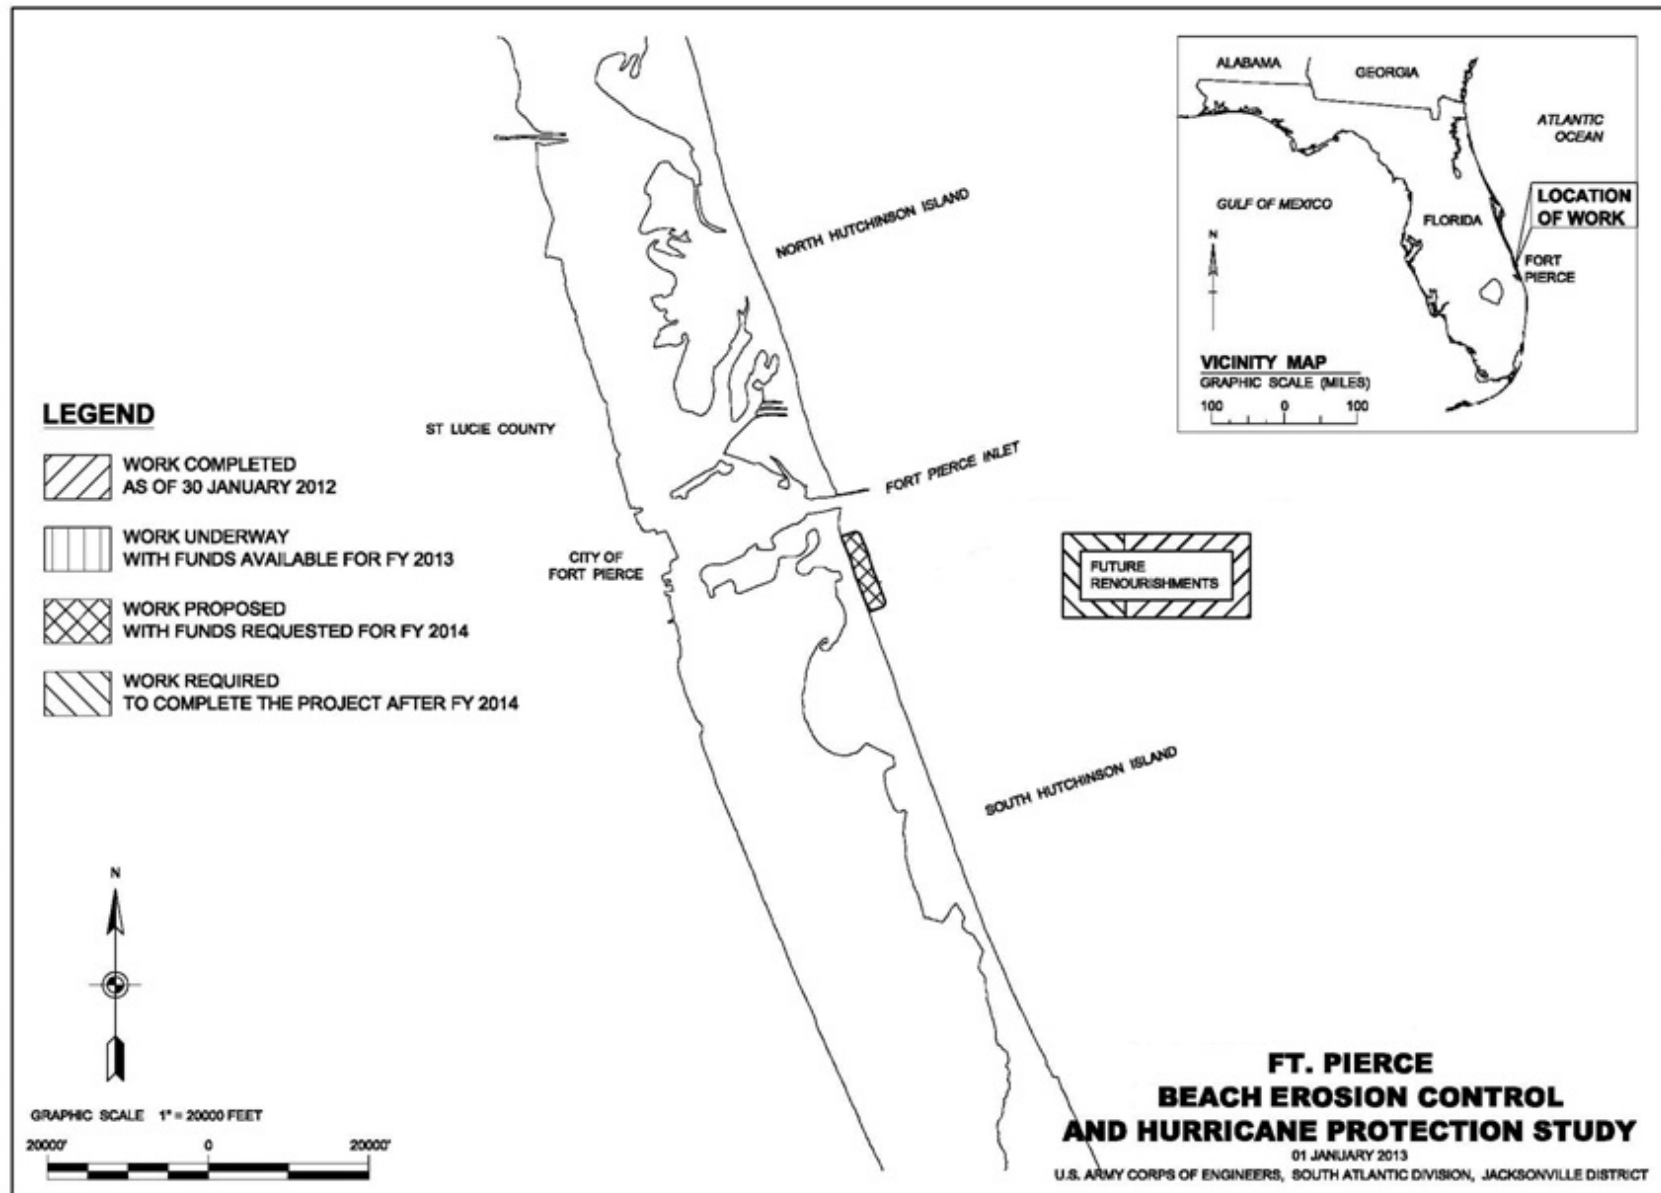 ALABAMA
GEORGIA
ATLANTIC
OCEAN
GULF OF MEXICO
FLORIDA
LOCATION
OF WORK
FORT
PIERCE
N
VICINITY MAP
GRAPHIC SCALE (MILES)
100 0 100
NORTH HUTCHINSON ISLAND
LEGEND
WORK COMPLETED
AS OF 30 JANUARY 2012
WORK UNDERWAY
WITH FUNDS AVAILABLE FOR FY 2013
WORK PROPOSED
WITH FUNDS REQUESTED FOR FY 2014
WORK REQUIRED
TO COMPLETE THE PROJECT AFTER FY 2014
ST LUCIE COUNTY
FORT PIERCE INLET
CITY OF
FORT PIERCE
FUTURE
RENOURISHMENTS
SOUTH HUTCHINSON ISLAND
N
GRAPHIC SCALE 1" = 20000 FEET
20000' 0 20000'
FT. PIERCE
BEACH EROSION CONTROL
AND HURRICANE PROTECTION STUDY
01 JANUARY 2013
U.S. ARMY CORPS OF ENGINEERS, SOUTH ATLANTIC DIVISION, JACKSONVILLE DISTRICT